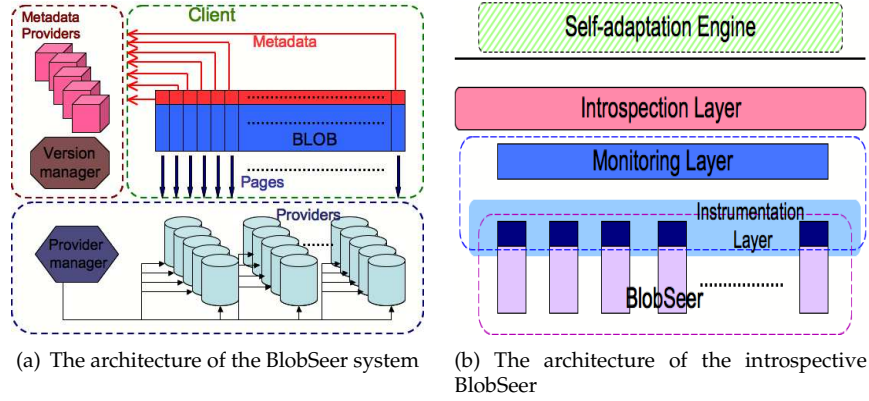 Metadata
Providers
Client
Metadata
BLOB
Version
manager
Pages
Providers
Provider
manager
(a) The architecture of the BlobSeer system
Self-adaptation Engine
Introspection Layer
Monitoring Layer
Instrumentation
Layer
BlobSeer
(b) The architecture of the introspective
BlobSeer